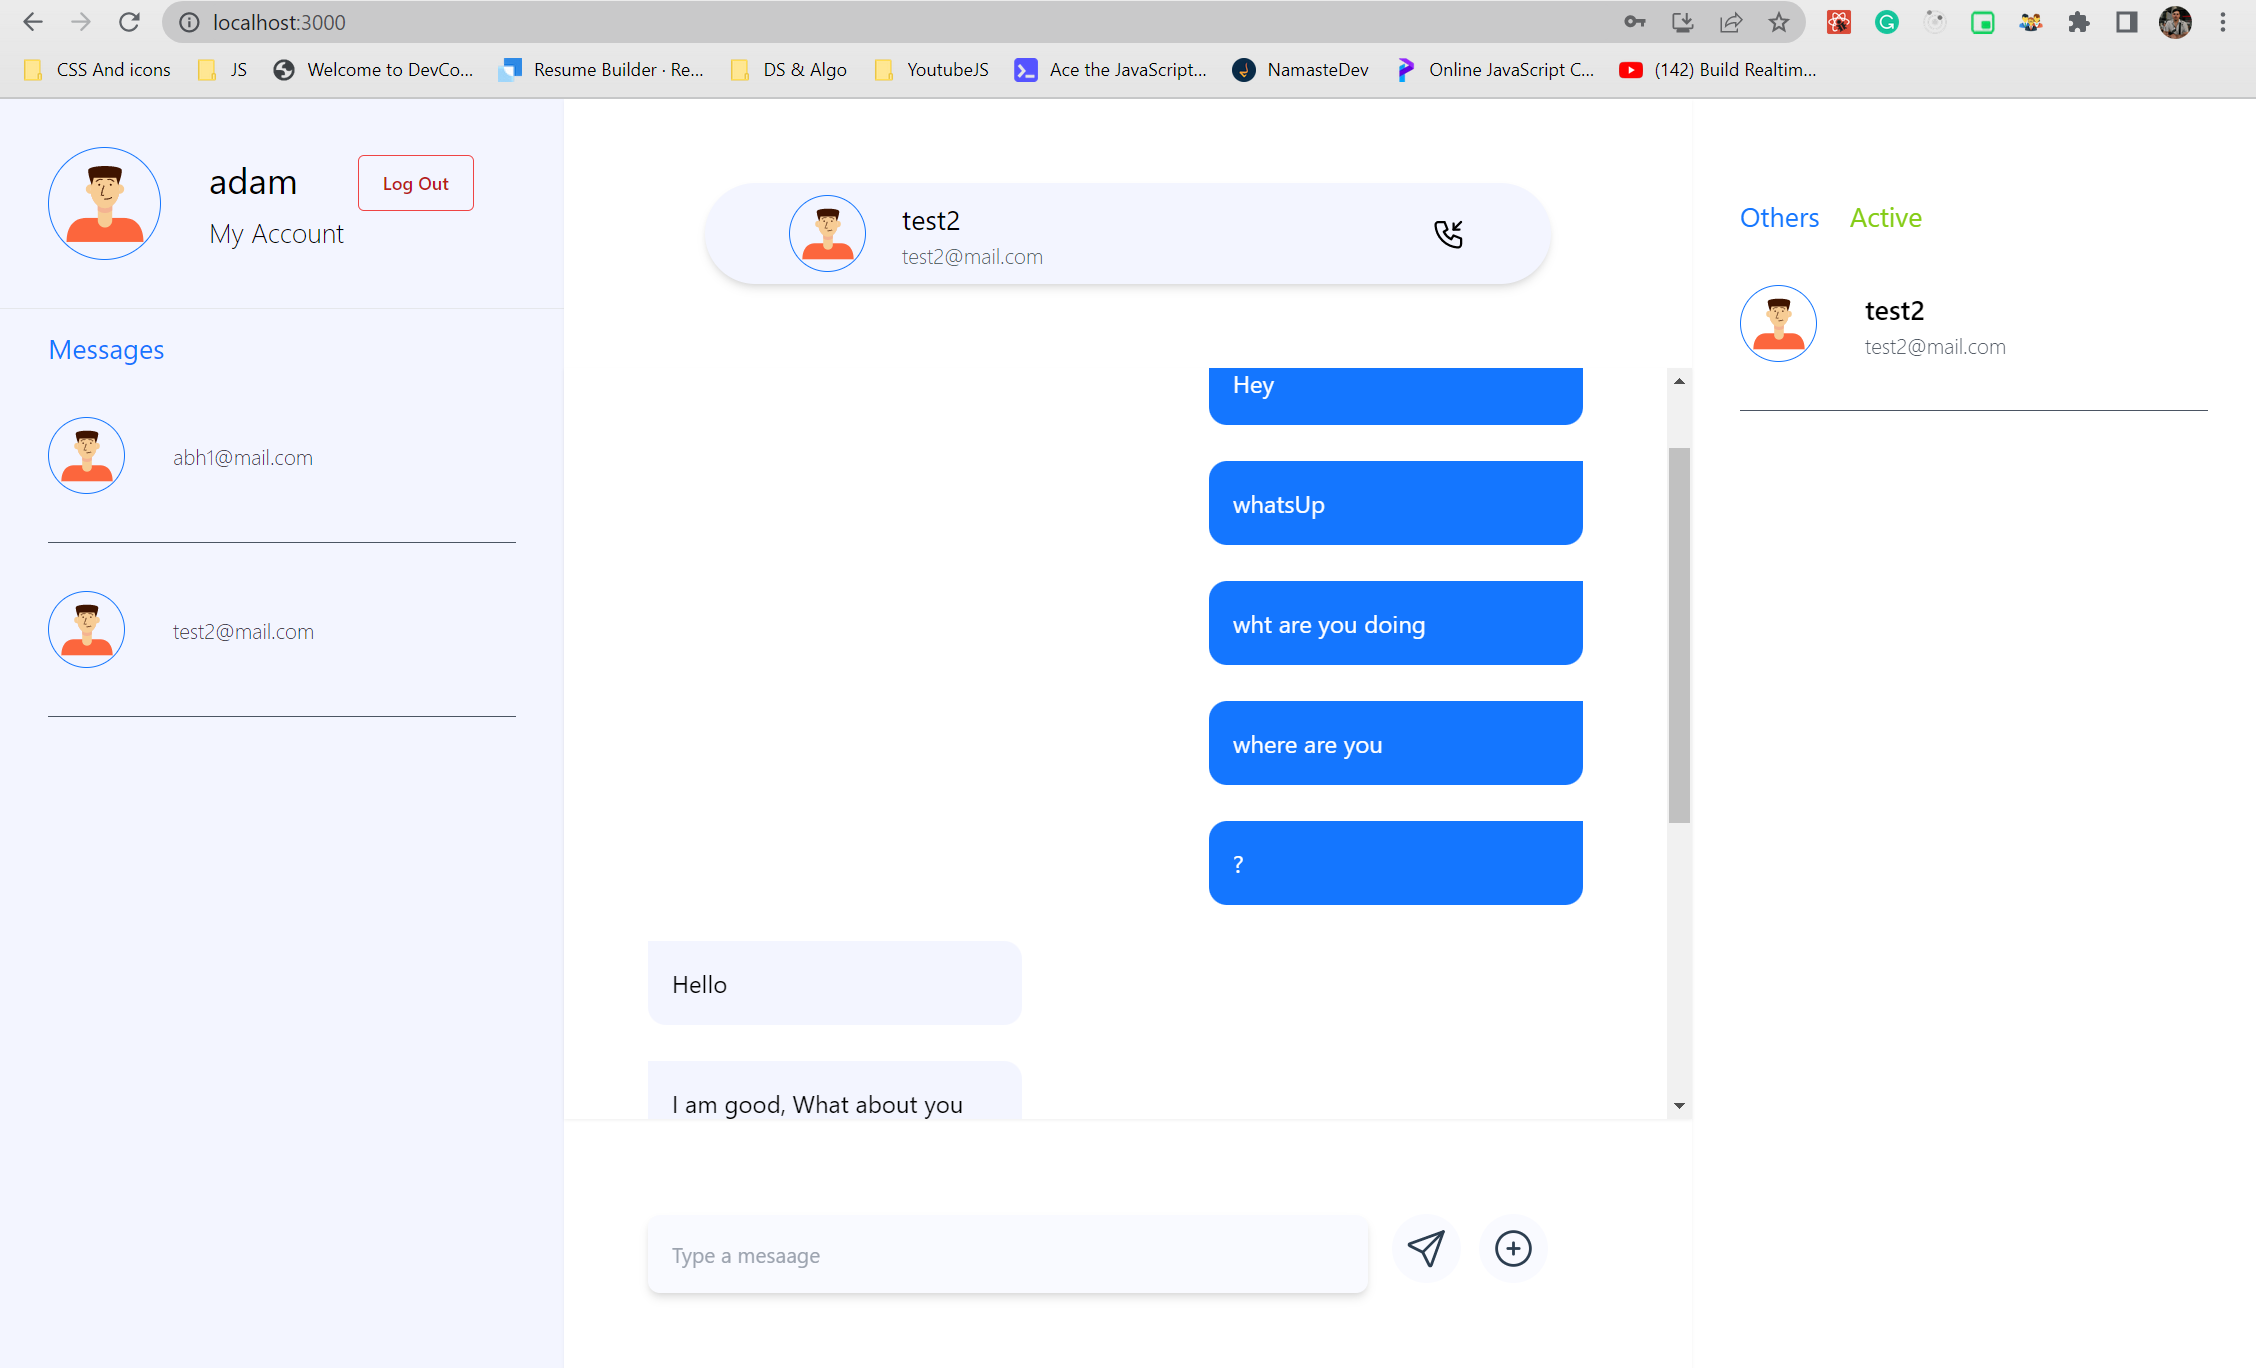 localhost:3000
CSS And icons JS Welcome to DevCo... Resume Builder · Re... DS & Algo YoutubeJS Ace the JavaScript... NamasteDev Online JavaScript C... (142) Build Realtim...
adam
Log Out
My Account
Messages
abh1@mail.com
test2@mail.com
test2
test2@mail.com
Hey
whatsUp
wht are you doing
where are you
?
Hello
I am good, What about you
Type a mesaage
Others Active
test2
test2@mail.com